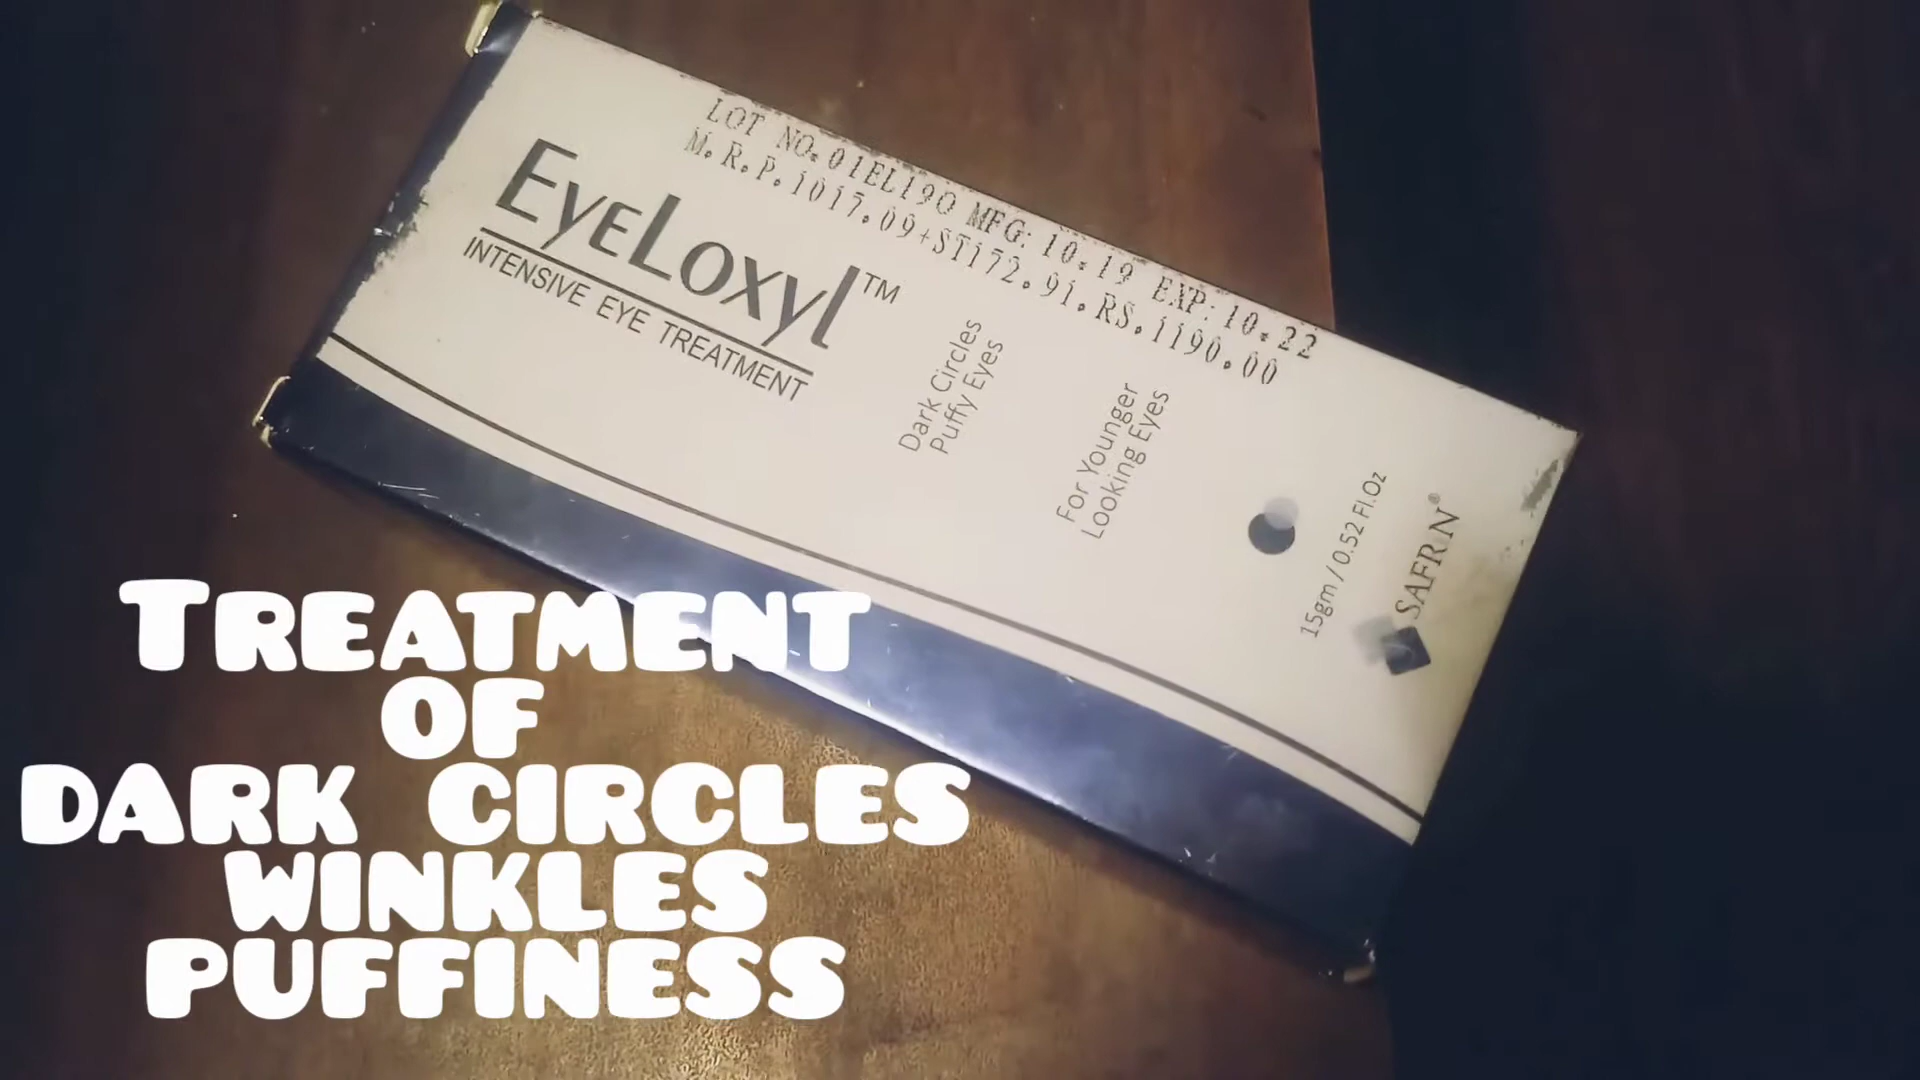 LOT NO.01EL190 MFG: 10.19 EXP: 10.22
M.R.P.1017.09+ST172.91.RS.1190.00
EyeLoxyl™
INTENSIVE EYE TREATMENT
Dark Circles
Puffy Eyes
For Younger
Looking Eyes
15gm / 0.52 Fl.Oz
SAFRIN®
TREATMENT
OF
DARK CIRCLES
WINKLES
PUFFINESS